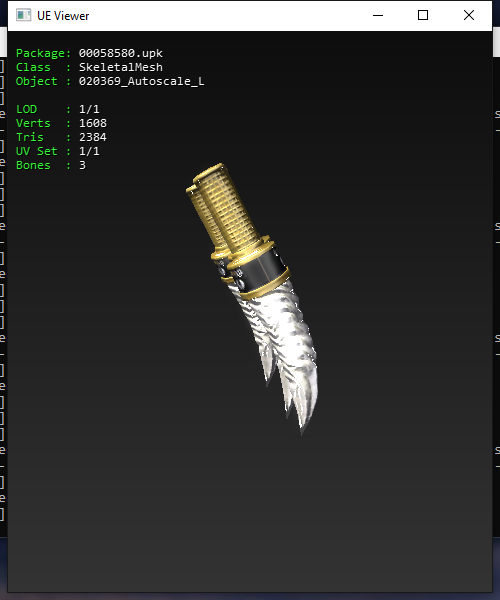 UE Viewer
Package: 00058580.upk
Class  : SkeletalMesh
Object : 020369_Autoscale_L
LOD    : 1/1
Verts  : 1608
Tris   : 2384
UV Set : 1/1
Bones  : 3